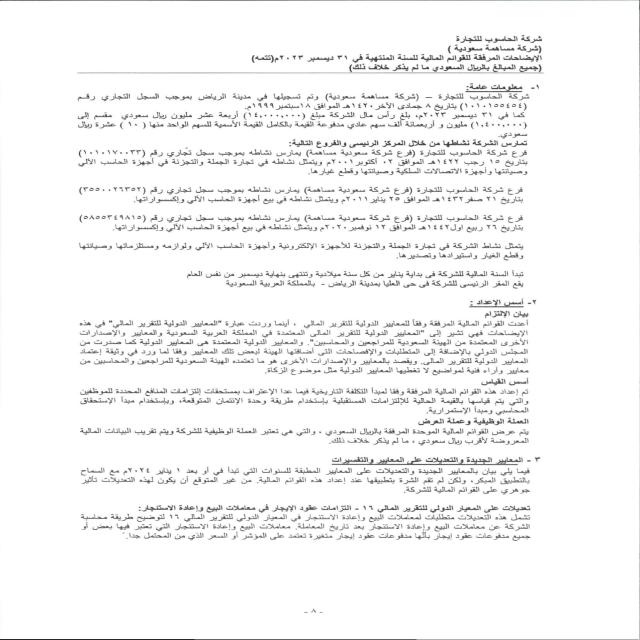 شركة الحاسوب للتجارة
(شركة مساهمة سعودية )
الإيضاحات المرفقة للقوائم المالية للسنة المنتهية في ٣١ ديسمبر ٢٠٢٣م(تتمه)
(جميع المبالغ بالريال السعودي ما لم يذكر خلاف ذلك)
١- معلومات عامة:
شركة الحاسوب للتجارة – (شركة مساهمة سعودية) وتم تسجيلها في مدينة الرياض بموجب السجل التجاري رقم
(١٠١٠١٥٥٤٥٤) بتاريخ ٨ جمادى الآخر ١٤٢٠هـ الموافق ١٨سبتمبر ١٩٩٩م.
كما في ٣١ ديسمبر ٢٠٢٣م، بلغ رأس مال الشركة مبلغ (١٤,٠٠٠,٠٠٠) أربعة عشر مليون ريال سعودي مقسم إلى
(١,٤٠٠,٠٠٠) مليون و أربعمائة ألف سهم عادي مدفوعة القيمة بالكامل القيمة الأسمية للسهم الواحد منها ( ١٠ ) عشرة ريال
سعودي.
تمارس الشركة نشاطها من خلال المركز الرئيسي والفروع التالية:
فرع شركة الحاسوب للتجارة (فرع شركة سعودية مساهمة) يمارس نشاطه بموجب سجل تجاري رقم (١٠١٠١٧٠٠٣٣)
بتاريخ ١٥ رجب ١٤٢٢هـ الموافق ٠٢ أكتوبر ٢٠٠١م ويتمثل نشاطه في تجارة الجملة والتجزئة في أجهزة الحاسب الآلي
وصيانتها وأجهزة الاتصالات السلكية وصيانتها وقطع غيارها.
فرع شركة الحاسوب للتجارة (فرع شركة سعودية مساهمة) يمارس نشاطه بموجب سجل تجاري رقم (٣٥٥٠٠٢٦٣٥٢)
بتاريخ ٢١ صفر ١٤٣٢هـ الموافق ٢٥ يناير ٢٠١١م ويتمثل نشاطه في بيع أجهزة الحاسب الآلي وإكسسواراتها.
فرع شركة الحاسوب للتجارة (فرع شركة سعودية مساهمة) يمارس نشاطه بموجب سجل تجاري رقم (٥٨٥٥٣٤٩٨١٥)
بتاريخ ٢٦ ربيع اول١٤٤٢هـ الموافق ١٢ نوفمبر ٢٠٢٠م ويتمثل نشاطه في بيع أجهزة الحاسب الآلي وإكسسواراتها.
يتمثل نشاط الشركة في تجارة الجملة والتجزئة للأجهزة الإلكترونية وأجهزة الحاسب الآلي ولوازمه ومستلزماتها وصيانتها
وقطع الغيار واستيرادها وتصديرها.
تبدأ السنة المالية للشركة فى بداية يناير من كل سنة ميلادية وتنتهى بنهاية ديسمبر من نفس العام
يقع المقر الرئيسى للشركة فى حى العليا بمدينة الرياض - بالمملكة العربية السعودية
٢- أسس الإعداد :
بيان الإلتزام
أعدت القوائم المالية المرفقة وفقاً للمعايير الدولية للتقرير المالي ، أينما وردت عبارة "المعايير الدولية للتقرير المالي" في هذه
الإيضاحات فهي تشير إلى "المعايير الدولية للتقرير المالي المعتمدة في المملكة العربية السعودية والمعايير والإصدارات
الأخرى المعتمدة من الهيئة السعودية للمراجعين والمحاسبين". والمعايير الدولية المعتمدة هى المعايير الدولية كما صدرت من
المجلس الدولي بالإضافة إلى المتطلبات والإفصاحات التى أضافتها الهيئة لبعض تلك المعايير وفقا لما ورد في وثيقة إعتماد
المعايير الدولية للتقرير المالي. ويقصد بالمعايير والإصدارات الأخرى هو ما تعتمده الهيئة السعودية للمراجعين والمحاسبين من
معايير وآراء فنية لمواضيع لا تغطيها المعايير الدولية مثل موضوع الزكاة.
أسس القياس
تم إعداد هذه القوائم المالية المرفقة وفقا لمبدأ التكلفة التاريخية فيما عدا الإعتراف بمستحقات إلتزامات المنافع المحددة للموظفين
والتي يتم قياسها بالقيمة الحالية للإلتزامات المستقبلية بإستخدام طريقة وحدة الإئتمان المتوقعة، وبإستخدام مبدأ الإستحقاق
المحاسبي ومبدأ الإستمرارية.
العملة الوظيفية وعملة العرض
يتم عرض القوائم المالية الموحدة المرفقة بالريال السعودي ، والتي هي تعتبر العملة الوظيفية للشركة ويتم تقريب البيانات المالية
المعروضة لأقرب ريال سعودي ، ما لم يذكر خلاف ذلك.
٣ - المعايير الجديدة والتعديلات على المعايير والتفسيرات
فيما يلي بيان بالمعايير الجديدة والتعديلات على المعايير المطبقة للسنوات التي تبدأ في أو بعد ١ يناير ٢٠٢٤م مع السماح
بالتطبيق المبكر، ولكن لم تقم الشركة بتطبيقها عند إعداد هذه القوائم المالية. من غير المتوقع أن يكون لهذه التعديلات تأثير
جوهري على القوائم المالية للشركة.
تعديلات على المعيار الدولي للتقرير المالي ١٦ - التزامات عقود الإيجار في معاملات البيع وإعادة الاستئجار:
تشمل هذه التعديلات متطلبات لمعاملات البيع وإعادة الاستئجار في المعيار الدولي للتقرير المالي ١٦ لتوضيح طريقة محاسبة
الشركة عن معاملات البيع وإعادة الاستئجار بعد تاريخ المعاملة. معاملات البيع وإعادة الاستئجار التي تعتبر فيها بعض أو
جميع مدفوعات عقود إيجار بأنها مدفوعات عقود إيجار متغيرة تعتمد على المؤشر أو السعر الذي من المحتمل جدا.
- ٨ -